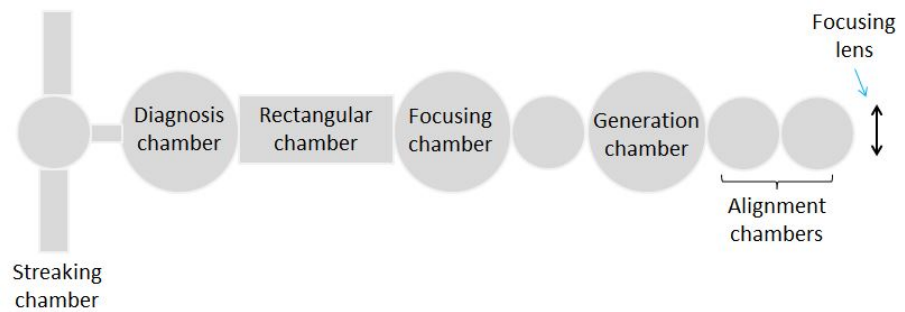 Focusing
lens
Diagnosis
chamber
Rectangular
chamber
Focusing
chamber
Generation
chamber
Alignment
chambers
Streaking
chamber